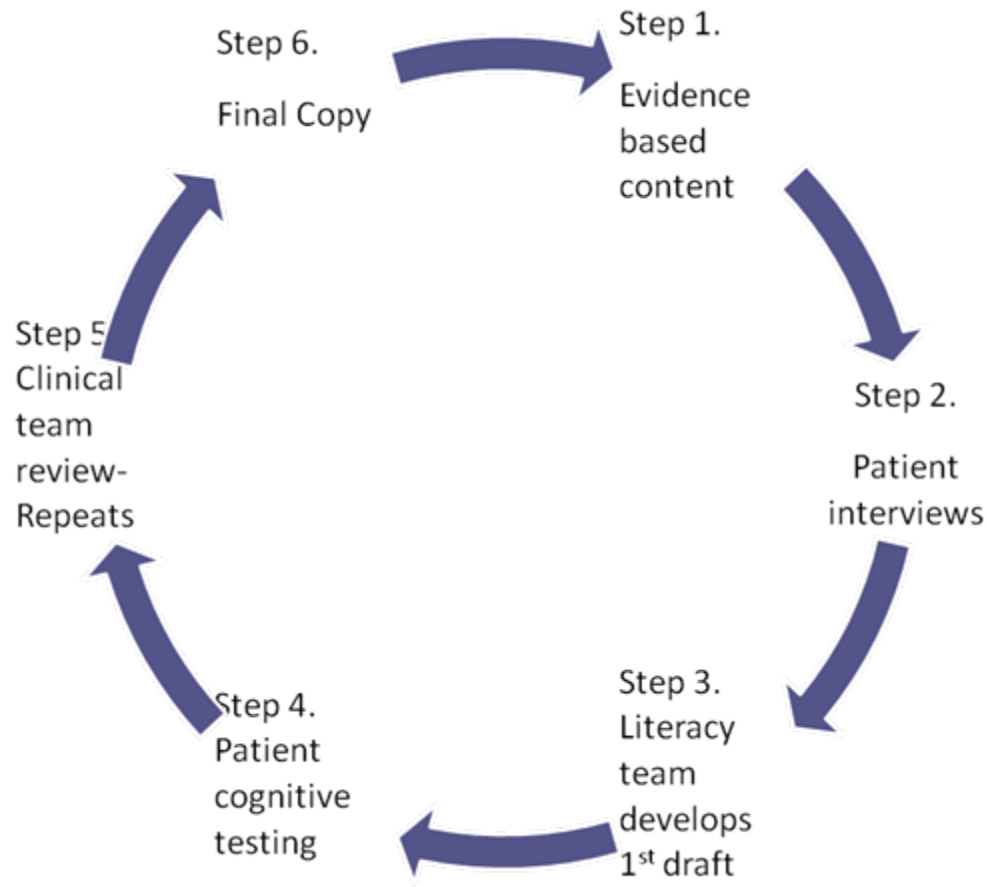 Step 1.
Evidence
based
content
Step 2.
Patient
interviews
Step 3.
Literacy
team
develops
1st draft
Step 4.
Patient
cognitive
testing
Step 5
Clinical
team
review-
Repeats
Step 6.
Final Copy